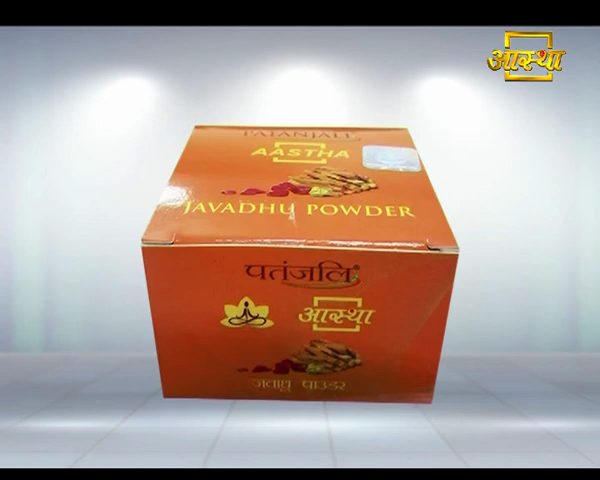 आस्था
PATANJALI
AASTHA
JAVADHU POWDER
पतंजलि
आस्था
जवाधु पाउडर